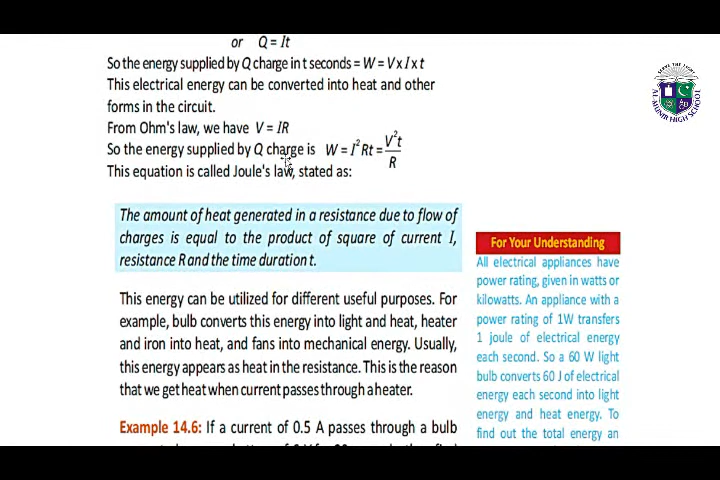 or Q = It
So the energy supplied by Q charge in t seconds = W = V x I x t
This electrical energy can be converted into heat and other
forms in the circuit.
From Ohm's law, we have V = IR
So the energy supplied by Q charge is W = I²Rt = V²t/R
This equation is called Joule's law, stated as:
The amount of heat generated in a resistance due to flow of
charges is equal to the product of square of current I,
resistance R and the time duration t.
This energy can be utilized for different useful purposes. For
example, bulb converts this energy into light and heat, heater
and iron into heat, and fans into mechanical energy. Usually,
this energy appears as heat in the resistance. This is the reason
that we get heat when current passes through a heater.
Example 14.6: If a current of 0.5 A passes through a bulb
For Your Understanding
All electrical appliances have
power rating, given in watts or
kilowatts. An appliance with a
power rating of 1W transfers
1 joule of electrical energy
each second. So a 60 W light
bulb converts 60 J of electrical
energy each second into light
energy and heat energy. To
find out the total energy an
AL-MUNIR HIGH SCHOOL